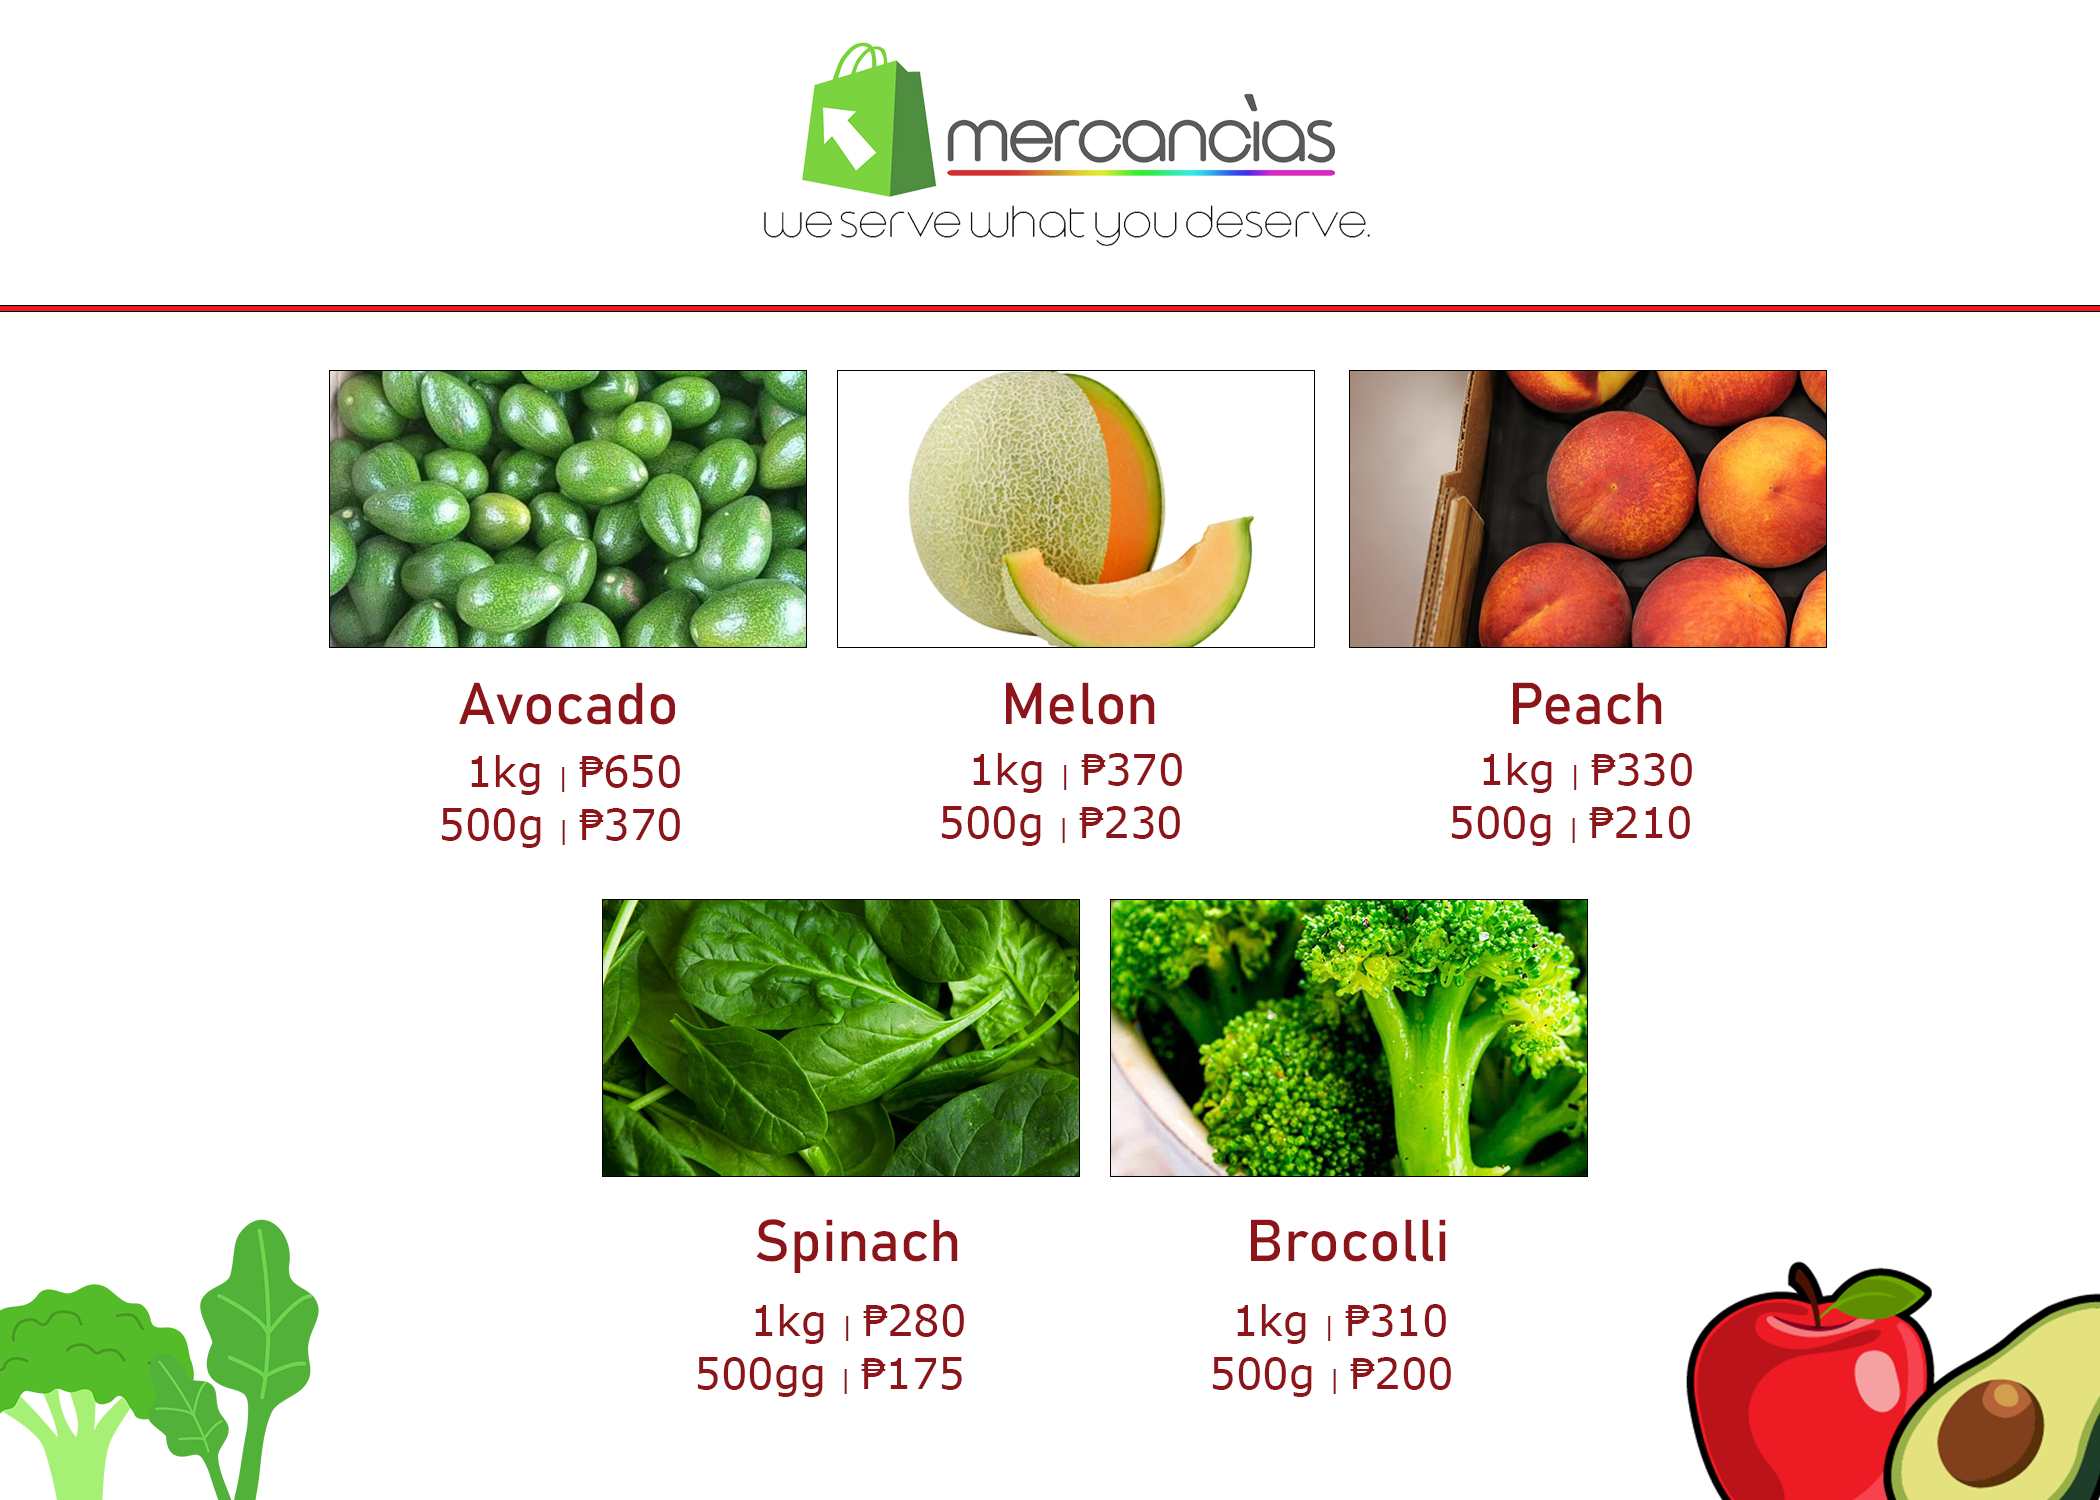 mercancìas
we serve what you deserve.
Avocado
1kg | ₱650
500g | ₱370
Melon
1kg | ₱370
500g | ₱230
Peach
1kg | ₱330
500g | ₱210
Spinach
1kg | ₱280
500gg | ₱175
Brocolli
1kg | ₱310
500g | ₱200